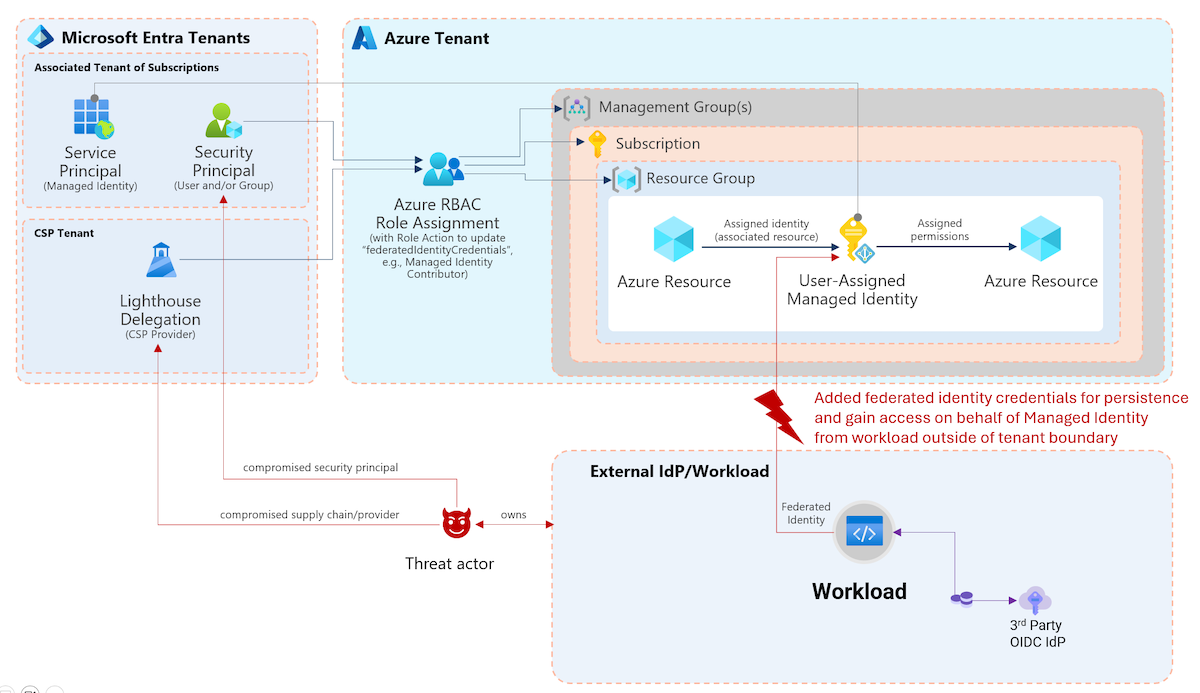 Microsoft Entra Tenants
Associated Tenant of Subscriptions
Service
Principal
(Managed Identity)
Security
Principal
(User and/or Group)
CSP Tenant
Lighthouse
Delegation
(CSP Provider)
Azure Tenant
Azure RBAC
Role Assignment
(with Role Action to update
“federatedIdentityCredentials”,
e.g., Managed Identity
Contributor)
Management Group(s)
Subscription
Resource Group
Azure Resource
Assigned identity
(associated resource)
User-Assigned
Managed Identity
Assigned
permissions
Azure Resource
Added federated identity credentials for persistence
and gain access on behalf of Managed Identity
from workload outside of tenant boundary
compromised security principal
compromised supply chain/provider
owns
Threat actor
External IdP/Workload
Federated
Identity
</>
Workload
3rd Party
OIDC IdP